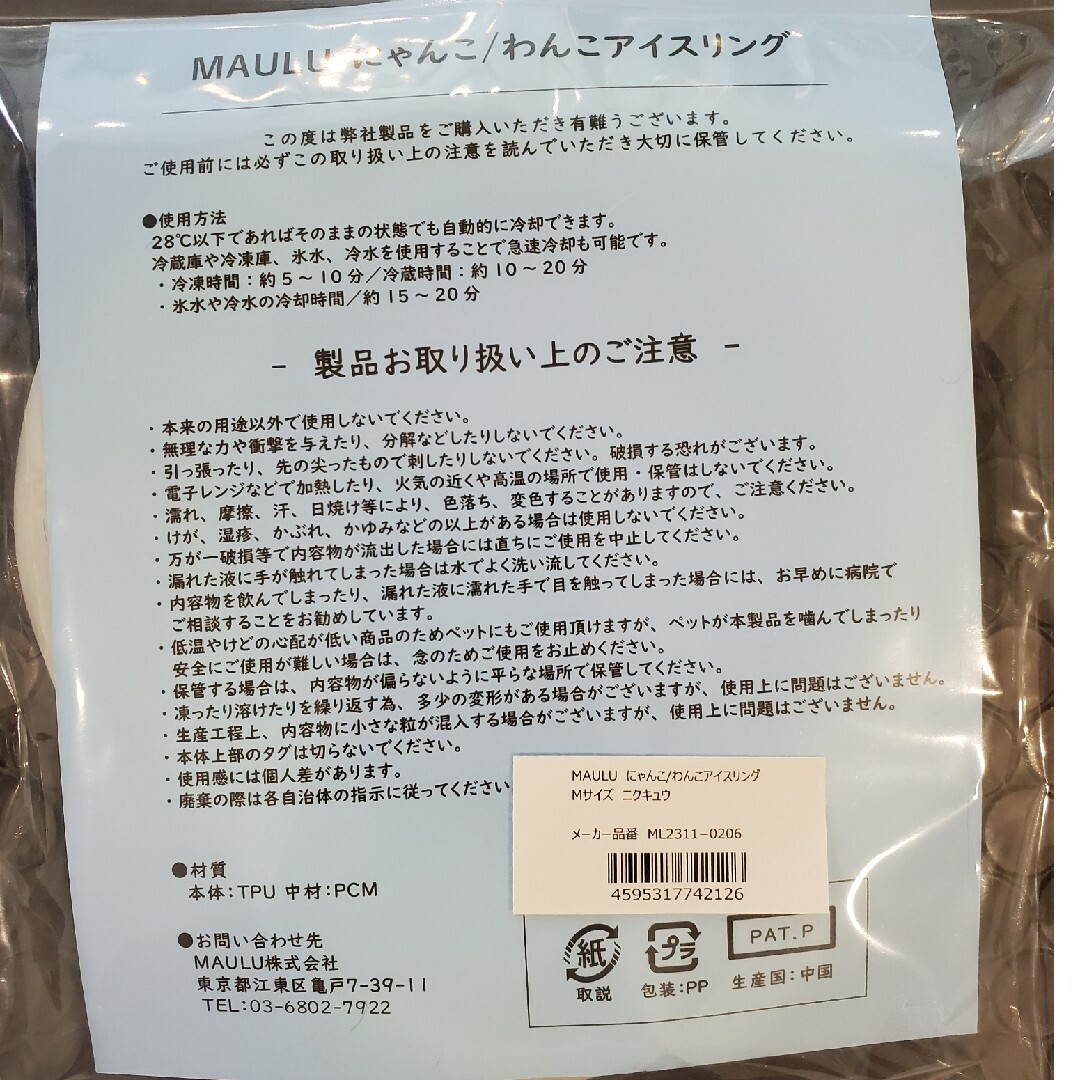 MAULU にゃんこ/わんこアイスリング
この度は弊社製品をご購入いただき有難うございます。
ご使用前には必ずこの取り扱い上の注意を読んでいただき大切に保管してください。
●使用方法
28℃以下であればそのままの状態でも自動的に冷却できます。
冷蔵庫や冷凍庫、氷水、冷水を使用することで急速冷却も可能です。
・冷凍時間：約5～10分／冷蔵時間：約10～20分
・氷水や冷水の冷却時間／約15～20分
- 製品お取り扱い上のご注意 -
・本来の用途以外で使用しないでください。
・無理な力や衝撃を与えたり、分解などしたりしないでください。
・引っ張ったり、先の尖ったもので刺したりしないでください。破損する恐れがございます。
・電子レンジなどで加熱したり、火気の近くや高温の場所で使用・保管はしないでください。
・濡れ、摩擦、汗、日焼け等により、色落ち、変色することがありますので、ご注意ください。
・けが、湿疹、かぶれ、かゆみなどの以上がある場合は使用しないでください。
・万が一破損等で内容物が流出した場合には直ちにご使用を中止してください。
・漏れた液に手が触れてしまった場合は水でよく洗い流してください。
・内容物を飲んでしまったり、漏れた液に濡れた手で目を触ってしまった場合には、お早めに病院で
ご相談することをお勧めしています。
・低温やけどの心配が低い商品のためペットにもご使用頂けますが、ペットが本製品を噛んでしまったり
安全にご使用が難しい場合は、念のためご使用をお止めください。
・保管する場合は、内容物が偏らないように平らな場所で保管してください。
・凍ったり溶けたりを繰り返す為、多少の変形がある場合がございますが、使用上に問題はございません。
・生産工程上、内容物に小さな粒が混入する場合がございますが、使用上に問題はございません。
・本体上部のタグは切らないでください。
・使用感には個人差があります。
・廃棄の際は各自治体の指示に従ってください
MAULU にゃんこ/わんこアイスリング
Mサイズ ニクキュウ
メーカー品番 ML2311-0206
4595317742126
●材質
本体：TPU 中材：PCM
●お問い合わせ先
MAULU株式会社
東京都江東区亀戸7-39-11
TEL:03-6802-7922
紙
取説
プラ
包装：PP
PAT.P
生産国：中国